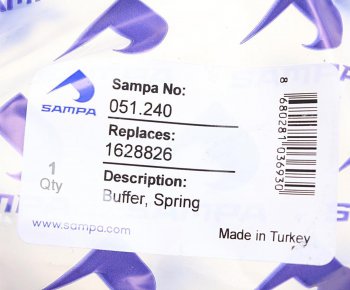 SAMPA
Sampa No:
051.240
Replaces:
1628826
1
Qty
Description:
Buffer, Spring
www.sampa.com
Made in Turkey
8 680281 036930